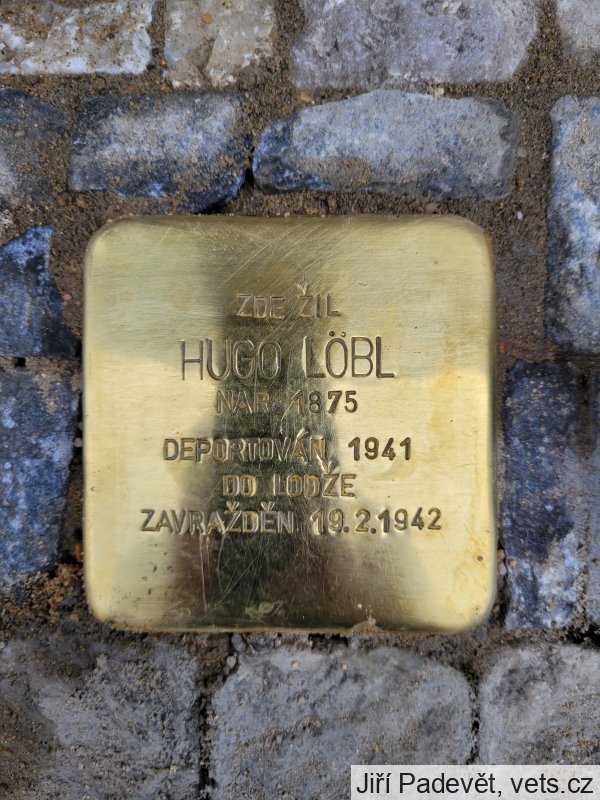 ZDE ŽIL
HUGO LÖBL
NAR. 1875
DEPORTOVÁN 1941
DO LODŽE
ZAVRAŽDĚN 19.2.1942
Jiří Padevět, vets.cz